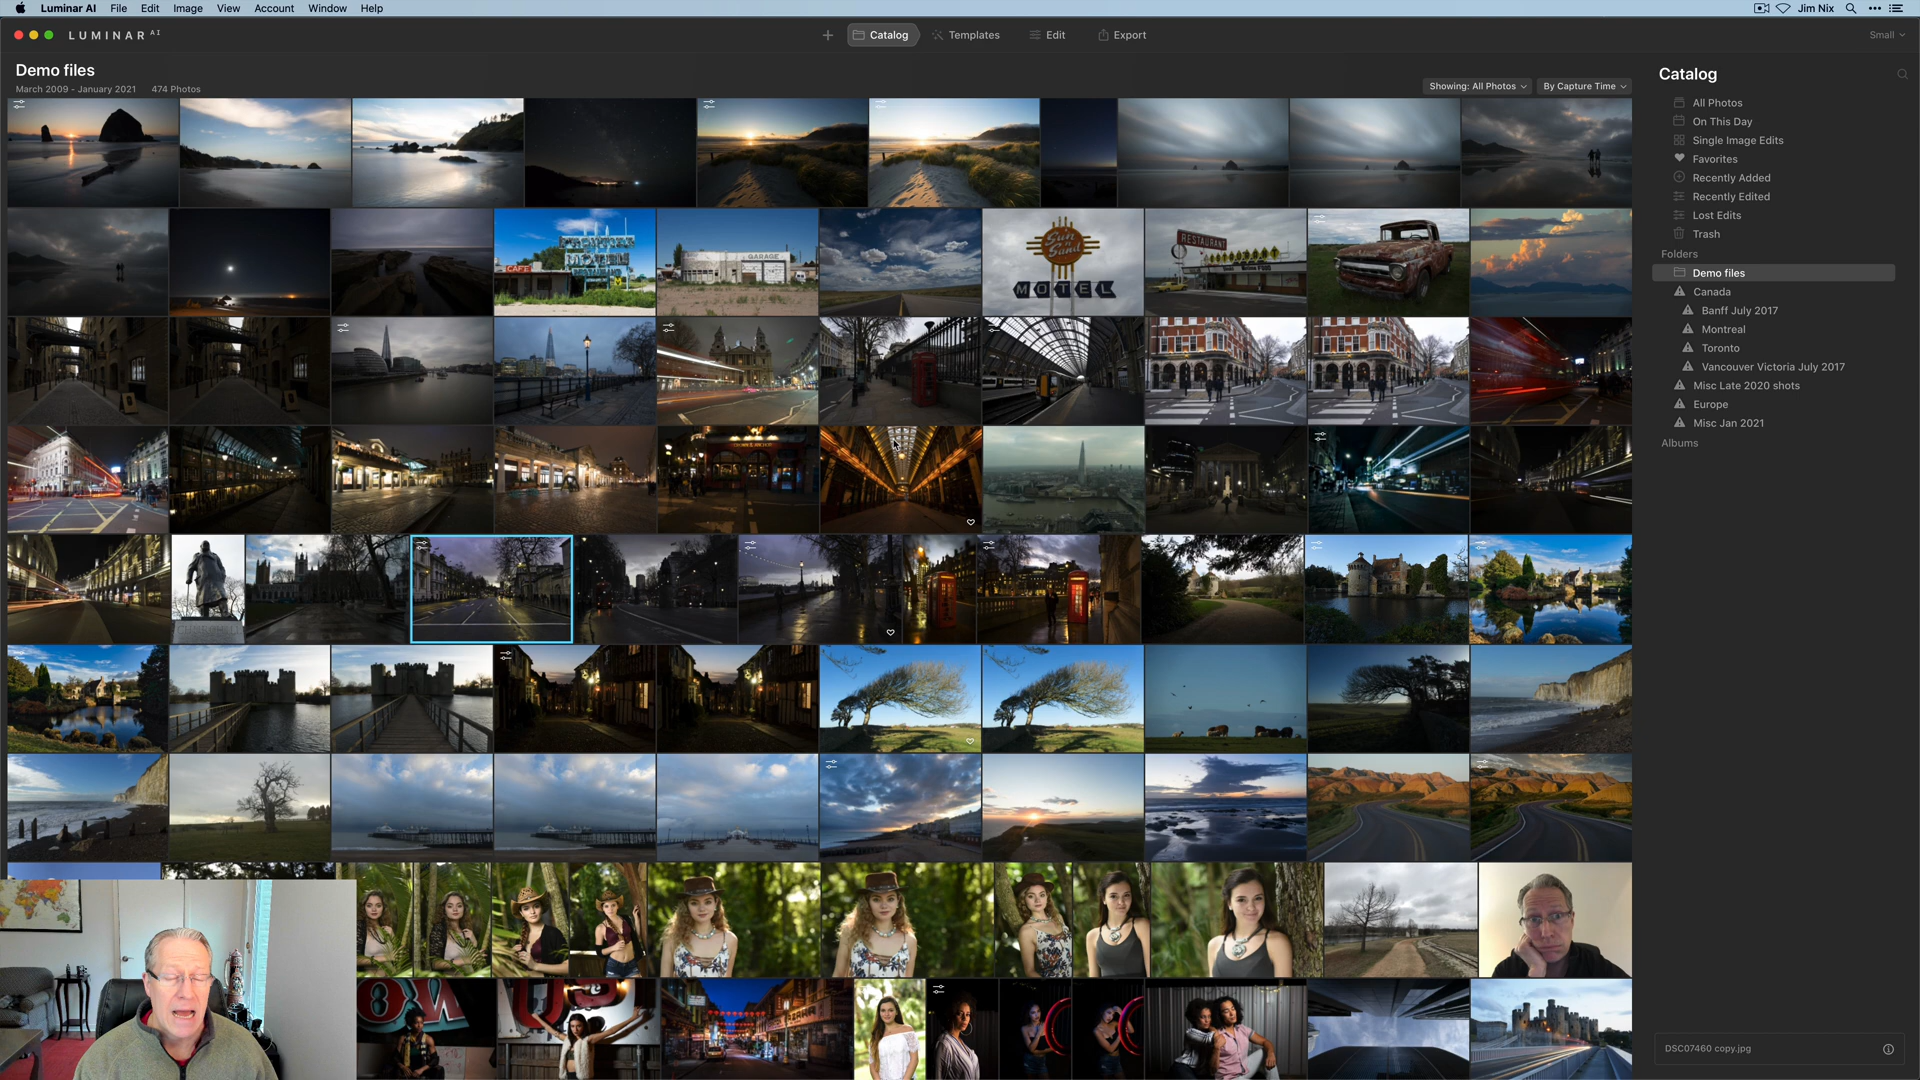 Luminar AI File Edit Image View Account Window Help Jim Nix
LUMINAR AI Catalog Templates Edit Export Small
Demo files
March 2009 - January 2021 474 Photos
Showing: All Photos By Capture Time
Catalog
All Photos
On This Day
Single Image Edits
Favorites
Recently Added
Recently Edited
Lost Edits
Trash
Folders
Demo files
Canada
Banff July 2017
Montreal
Toronto
Vancouver Victoria July 2017
Misc Late 2020 shots
Europe
Misc Jan 2021
Albums
DSC07460 copy.jpg
CAFE
GARAGE
Sun
Sand
MOTEL
RESTAURANT